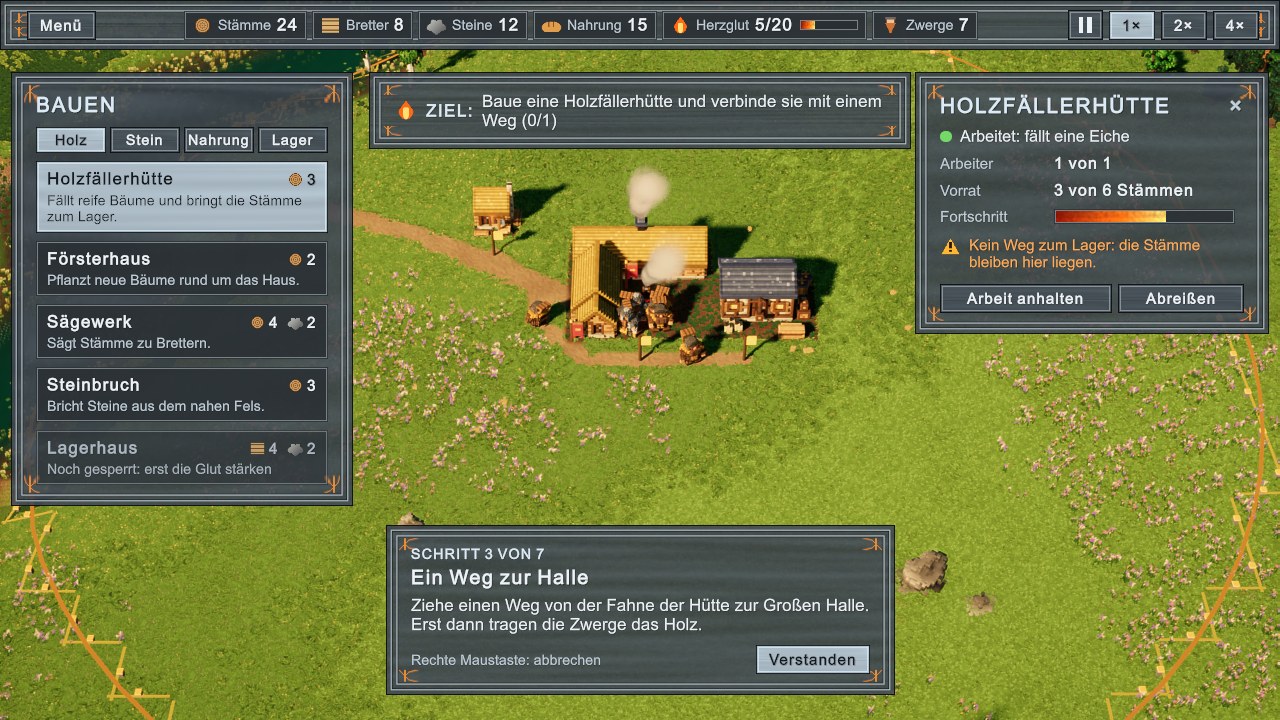 Menü
Stämme 24
Bretter 8
Steine 12
Nahrung 15
Herzglut 5/20
Zwerge 7
1×
2×
4×
BAUEN
Holz
Stein
Nahrung
Lager
Holzfällerhütte 3
Fällt reife Bäume und bringt die Stämme
zum Lager.
Försterhaus 2
Pflanzt neue Bäume rund um das Haus.
Sägewerk 4 2
Sägt Stämme zu Brettern.
Steinbruch 3
Bricht Steine aus dem nahen Fels.
Lagerhaus 4 2
Noch gesperrt: erst die Glut stärken
ZIEL: Baue eine Holzfällerhütte und verbinde sie mit einem
Weg (0/1)
HOLZFÄLLERHÜTTE ×
Arbeitet: fällt eine Eiche
Arbeiter 1 von 1
Vorrat 3 von 6 Stämmen
Fortschritt
Kein Weg zum Lager: die Stämme
bleiben hier liegen.
Arbeit anhalten
Abreißen
SCHRITT 3 VON 7
Ein Weg zur Halle
Ziehe einen Weg von der Fahne der Hütte zur Großen Halle.
Erst dann tragen die Zwerge das Holz.
Rechte Maustaste: abbrechen
Verstanden